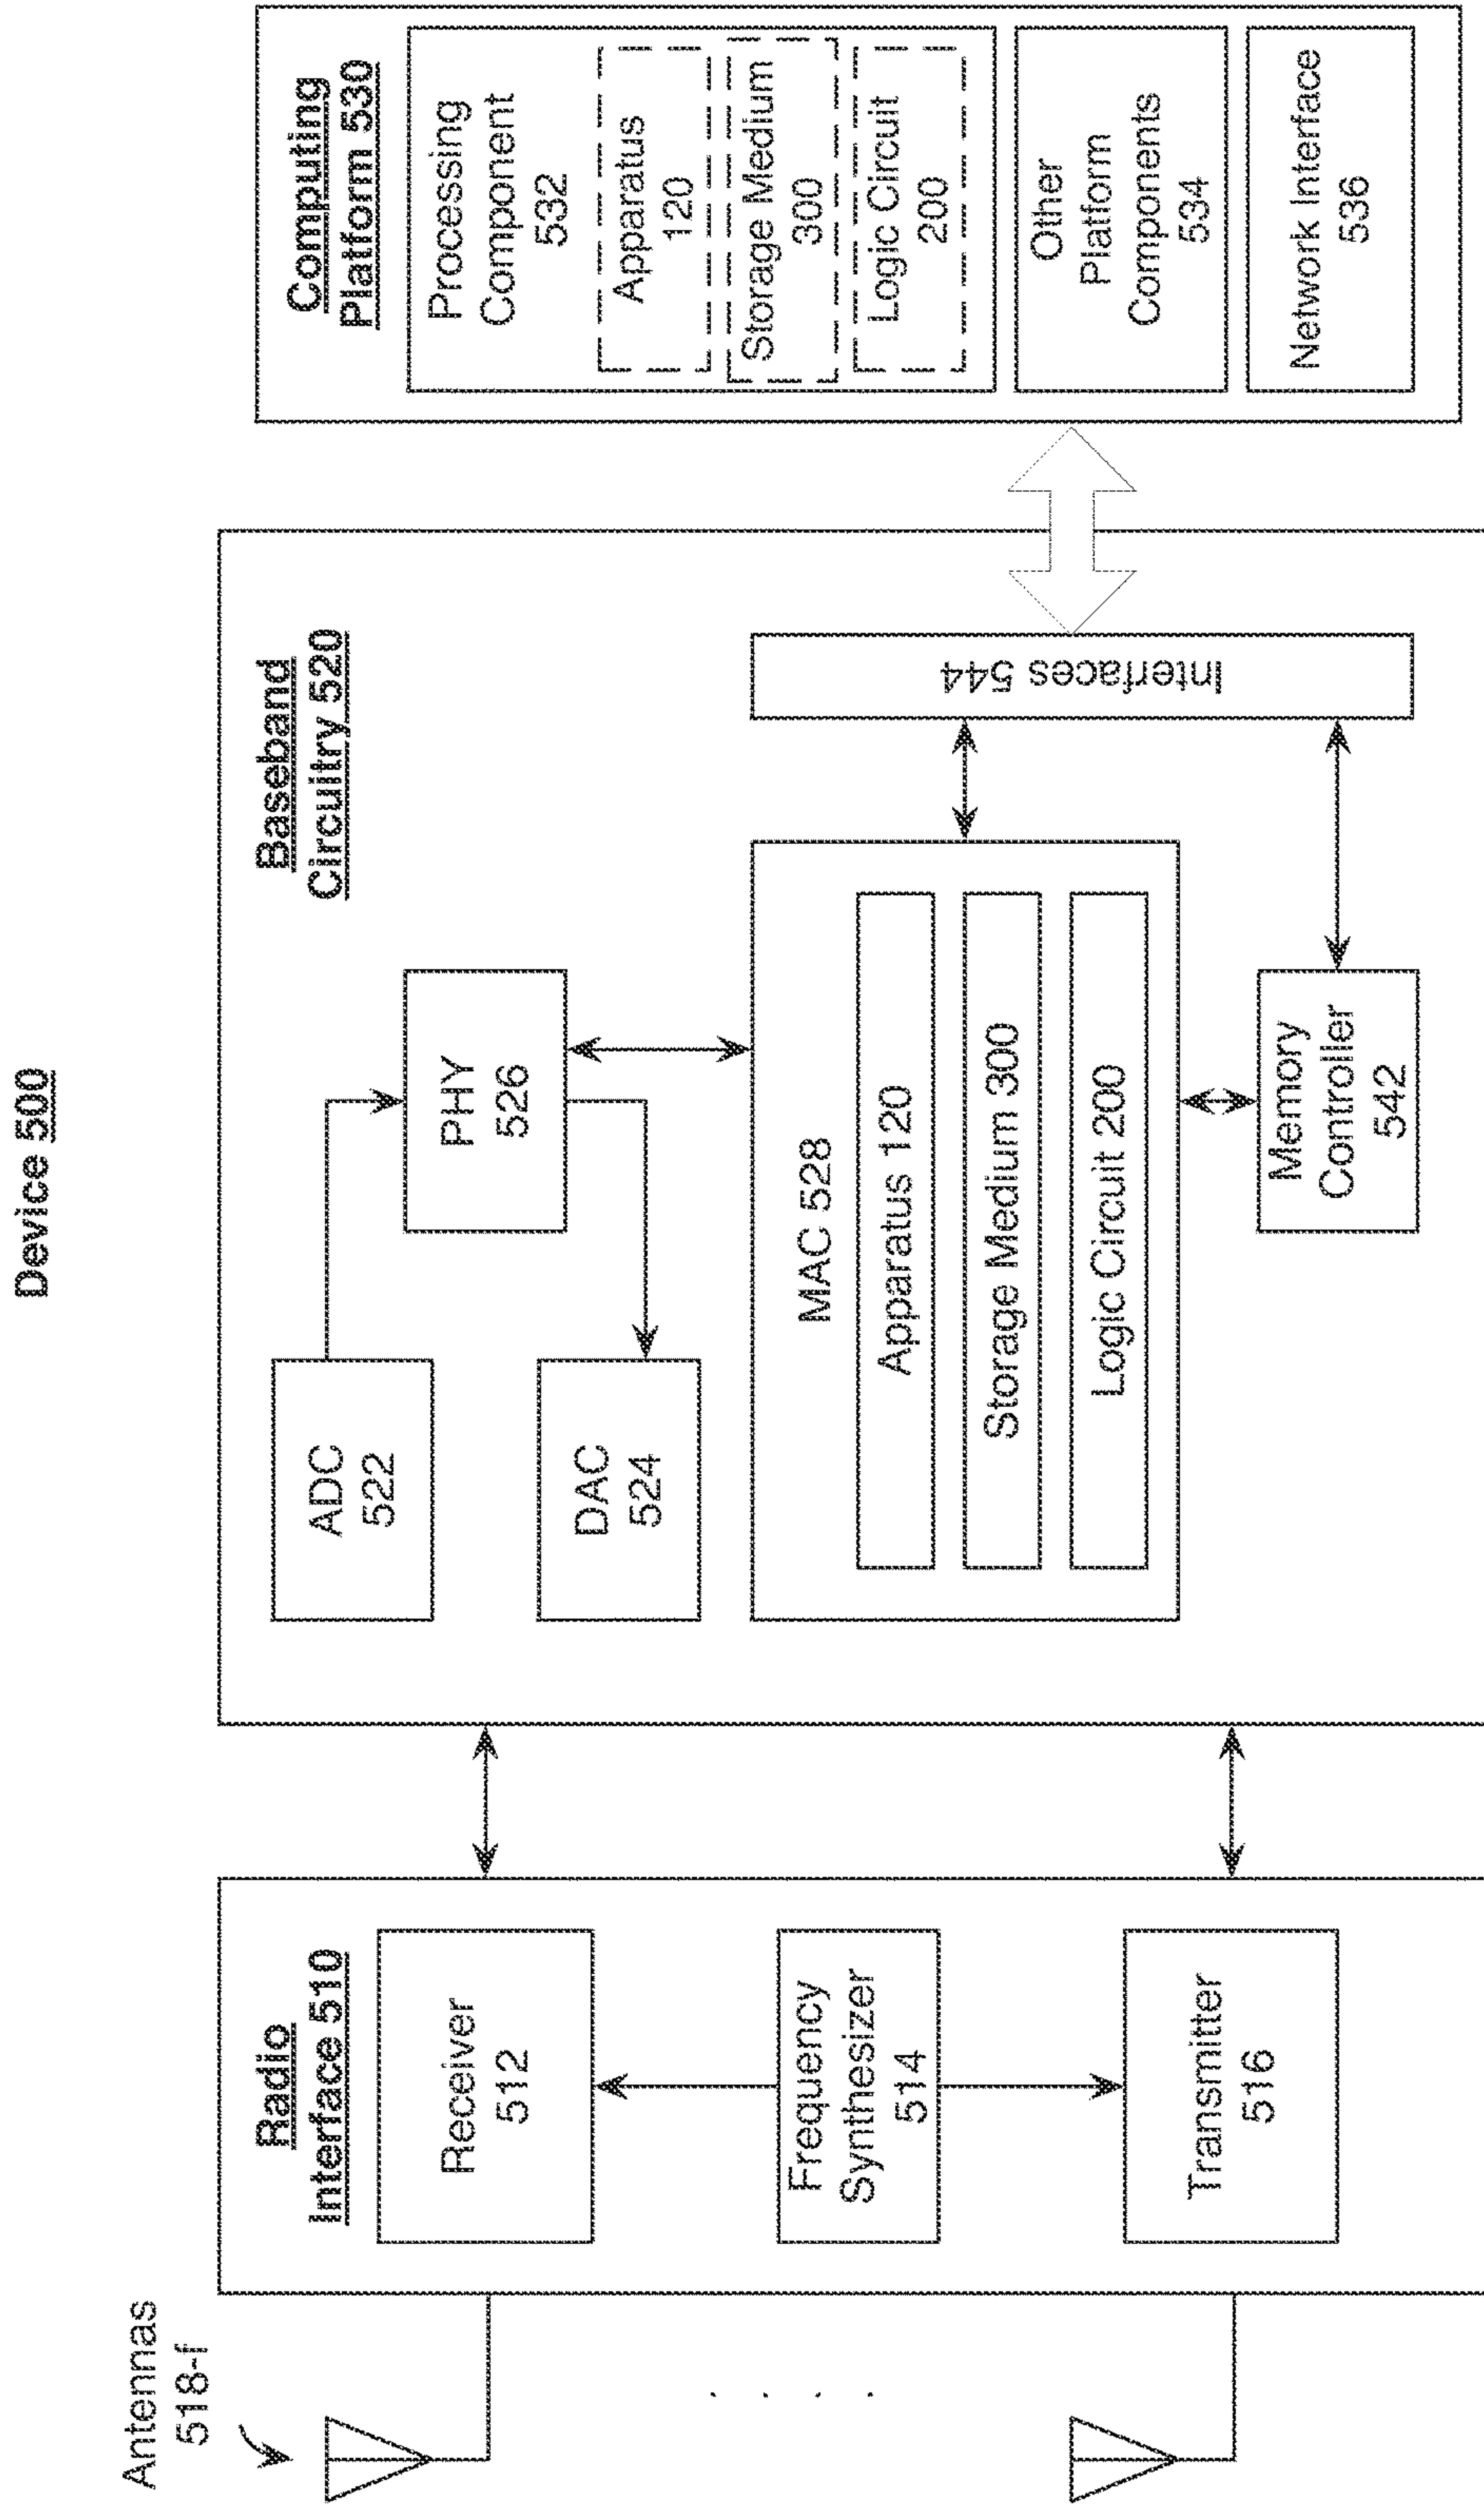 Device 500
Antennas
518-f
Radio
Interface 510
Receiver
512
Frequency
Synthesizer
514
Transmitter
516
Baseband
Circuitry 520
ADC
522
PHY
526
DAC
524
MAC 528
Apparatus 120
Storage Medium 300
Logic Circuit 200
Memory
Controller
542
Interfaces 544
Computing
Platform 530
Processing
Component
532
Apparatus
120
Storage Medium
300
Logic Circuit
200
Other
Platform
Components
534
Network Interface
536